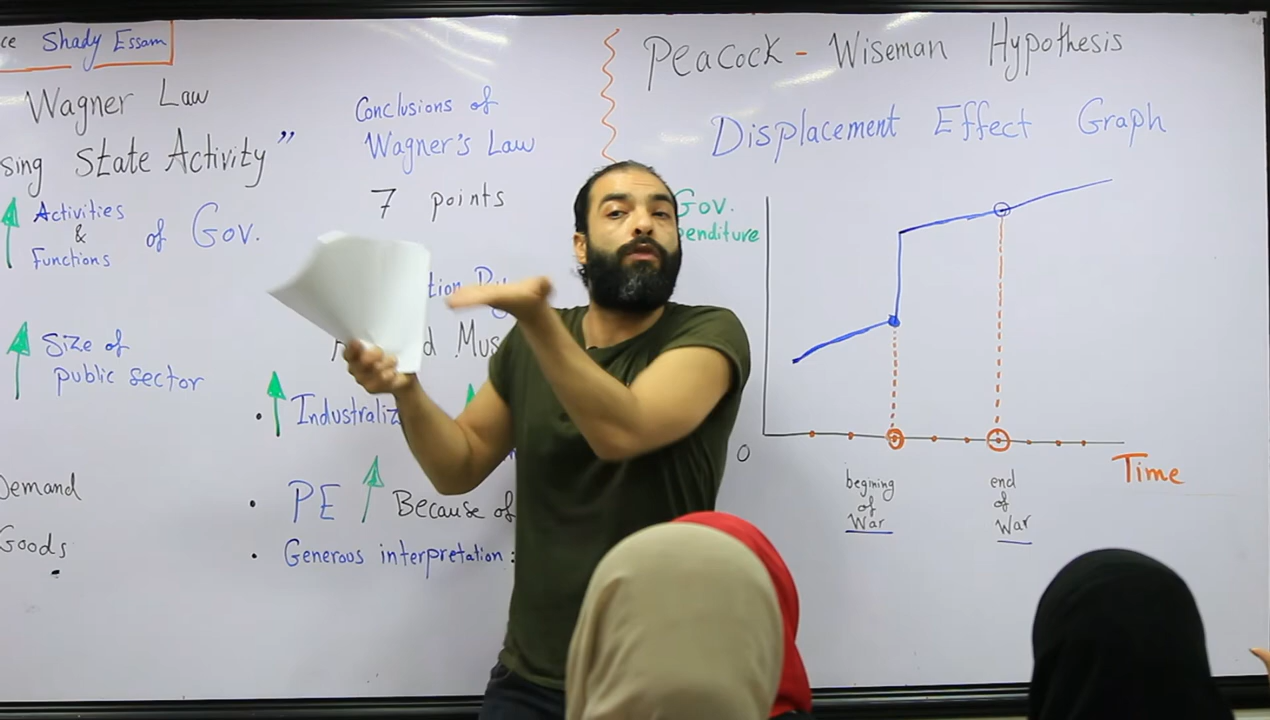 ce Shady Essam
Wagner Law
sing State Activity"
Activities
&
Functions
of Gov.
Size of
public sector
Demand
Goods
Conclusions of
Wagner's Law
7 points
tion
d Mus
• Industraliz
• PE Because of
• Generous interpretation:
Peacock - Wiseman Hypothesis
Displacement Effect Graph
Gov.
penditure
0
Time
begining
of
War
end
of
War